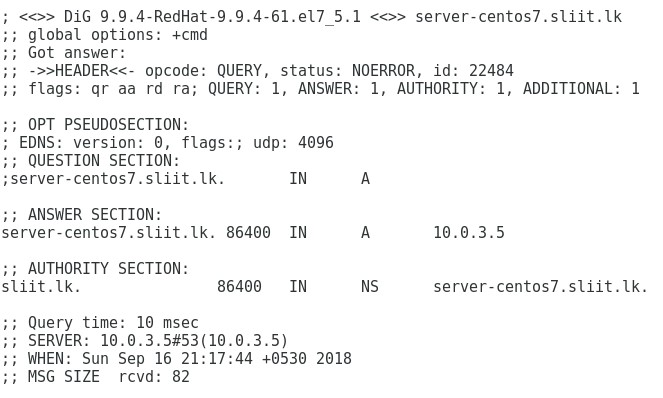 ; <<>> DiG 9.9.4-RedHat-9.9.4-61.el7_5.1 <<>> server-centos7.sliit.lk
;; global options: +cmd
;; Got answer:
;; ->>HEADER<<- opcode: QUERY, status: NOERROR, id: 22484
;; flags: qr aa rd ra; QUERY: 1, ANSWER: 1, AUTHORITY: 1, ADDITIONAL: 1

;; OPT PSEUDOSECTION:
; EDNS: version: 0, flags:; udp: 4096
;; QUESTION SECTION:
;server-centos7.sliit.lk.       IN      A

;; ANSWER SECTION:
server-centos7.sliit.lk. 86400  IN      A       10.0.3.5

;; AUTHORITY SECTION:
sliit.lk.               86400   IN      NS      server-centos7.sliit.lk.

;; Query time: 10 msec
;; SERVER: 10.0.3.5#53(10.0.3.5)
;; WHEN: Sun Sep 16 21:17:44 +0530 2018
;; MSG SIZE  rcvd: 82